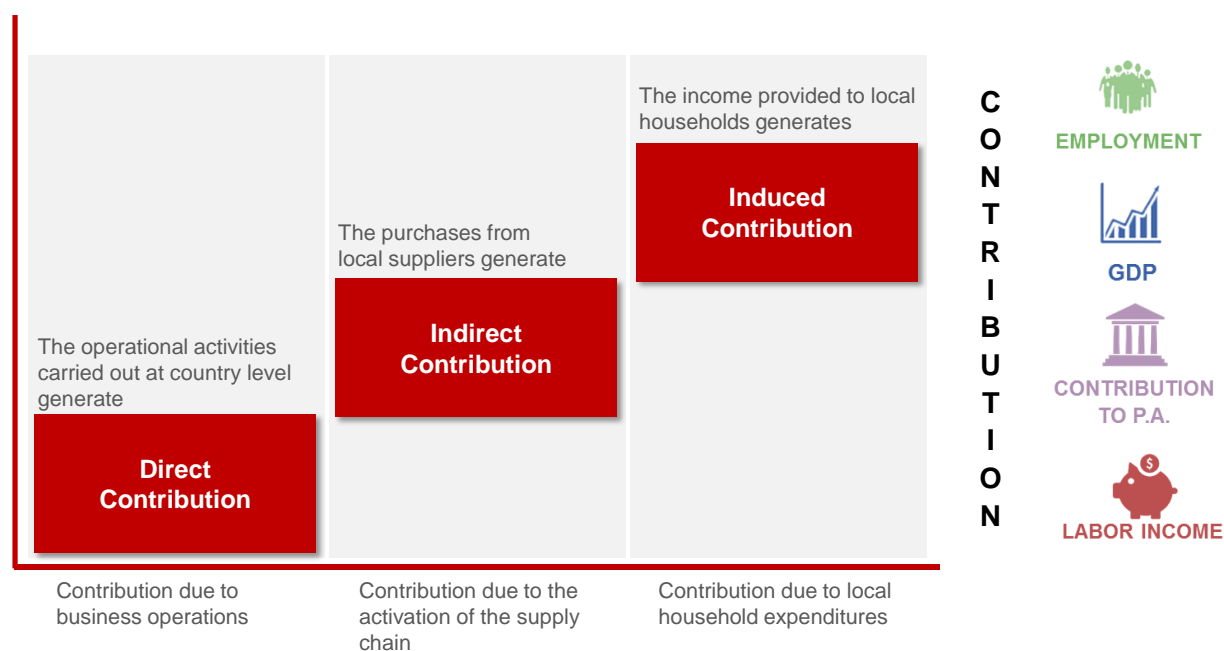 The income provided to local
households generates
Induced
Contribution
The purchases from
local suppliers generate
Indirect
Contribution
The operational activities
carried out at country level
generate
Direct
Contribution
Contribution due to
business operations
Contribution due to the
activation of the supply
chain
Contribution due to local
household expenditures
C
O
N
T
R
I
B
U
T
I
O
N
EMPLOYMENT
GDP
CONTRIBUTION
TO P.A.
$
LABOR INCOME